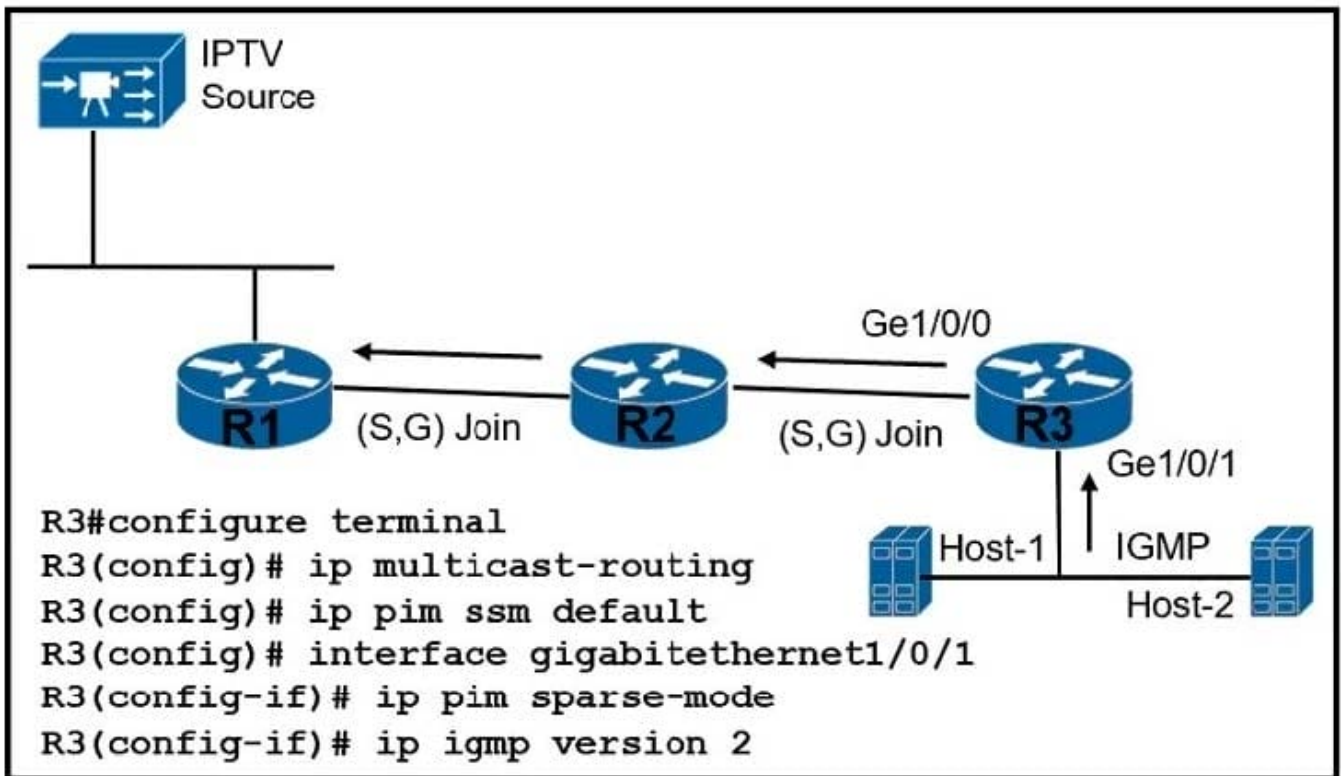 IPTV
Source
Ge1/0/0
R1
(S,G) Join
R2
(S,G) Join
R3
Ge1/0/1
Host-1
IGMP
Host-2
R3#configure terminal
R3(config)# ip multicast-routing
R3(config)# ip pim ssm default
R3(config)# interface gigabitethernet1/0/1
R3(config-if)# ip pim sparse-mode
R3(config-if)# ip igmp version 2